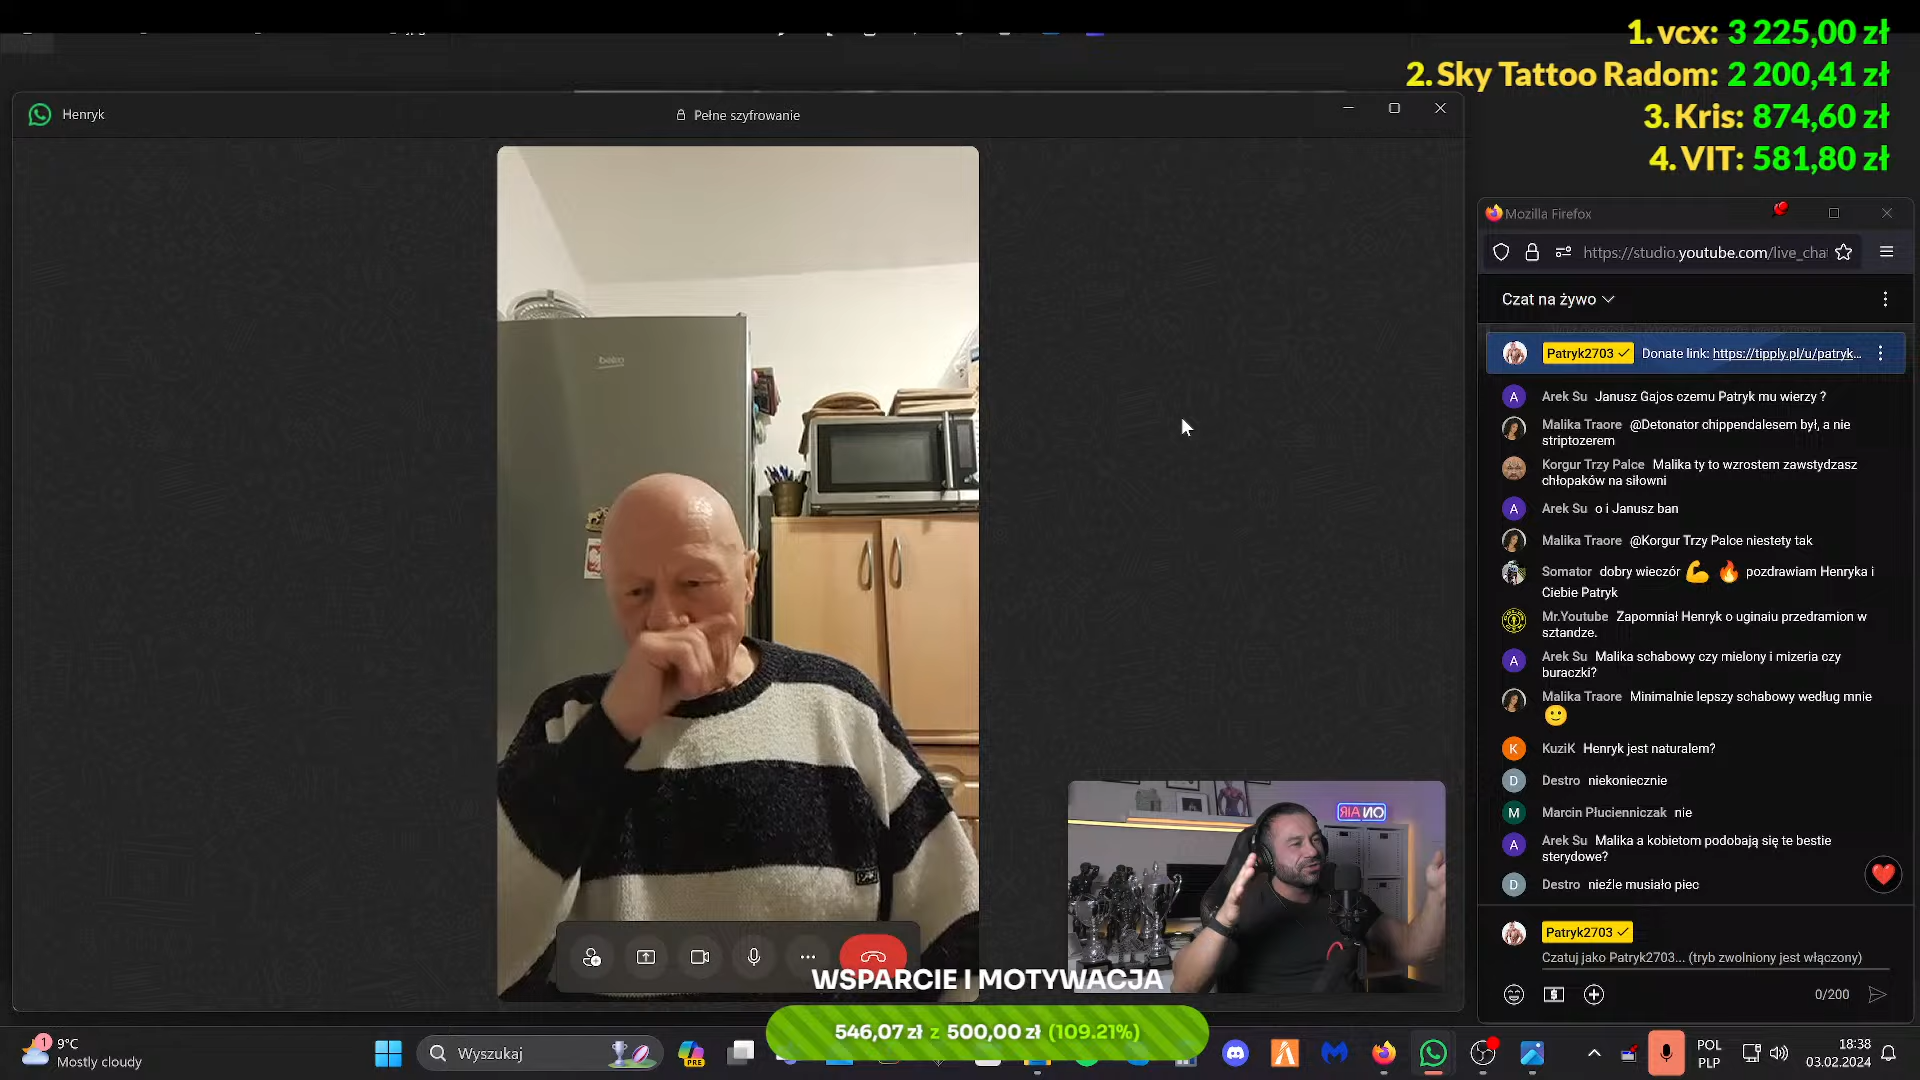 1. vcx: 3 225,00 zł
2. Sky Tattoo Radom: 2 200,41 zł
3. Kris: 874,60 zł
4. VIT: 581,80 zł
Henryk
Pełne szyfrowanie
beko
ON AIR
Mozilla Firefox
https://studio.youtube.com/live_cha
Czat na żywo
Patryk2703 Donate link: https://tipply.pl/u/patryk...
Arek Su Janusz Gajos czemu Patryk mu wierzy ?
Malika Traore @Detonator chippendalesem był, a nie
striptozerem
Korgur Trzy Palce Malika ty to wzrostem zawstydzasz
chłopaków na siłowni
Arek Su o i Janusz ban
Malika Traore @Korgur Trzy Palce niestety tak
Somator dobry wieczór 💪 🔥 pozdrawiam Henryka i
Ciebie Patryk
Mr.Youtube Zapomniał Henryk o uginaiu przedramion w
sztandze.
Arek Su Malika schabowy czy mielony i mizeria czy
buraczki?
Malika Traore Minimalnie lepszy schabowy według mnie
🙂
KuziK Henryk jest naturalem?
Destro niekoniecznie
Marcin Płucienniczak nie
Arek Su Malika a kobietom podobają się te bestie
sterydowe?
Destro nieźle musiało piec
Patryk2703
Czatuj jako Patryk2703... (tryb zwolniony jest włączony)
0/200
WSPARCIE I MOTYWACJA
546,07 zł z 500,00 zł (109.21%)
1
9°C
Mostly cloudy
Wyszukaj
PRE
POL
PLP
18:38
03.02.2024